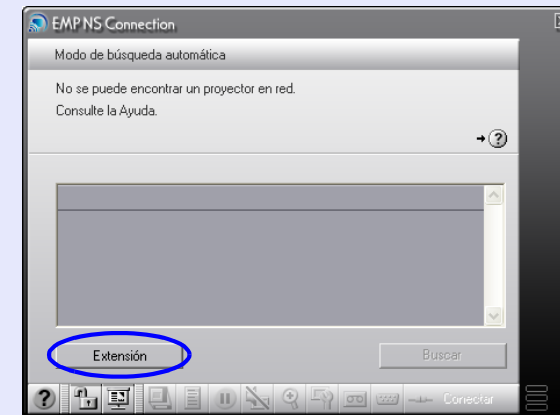 EMP NS Connection
Modo de búsqueda automática
No se puede encontrar un proyector en red.
Consulte la Ayuda.
Extensión
Buscar
Conectar